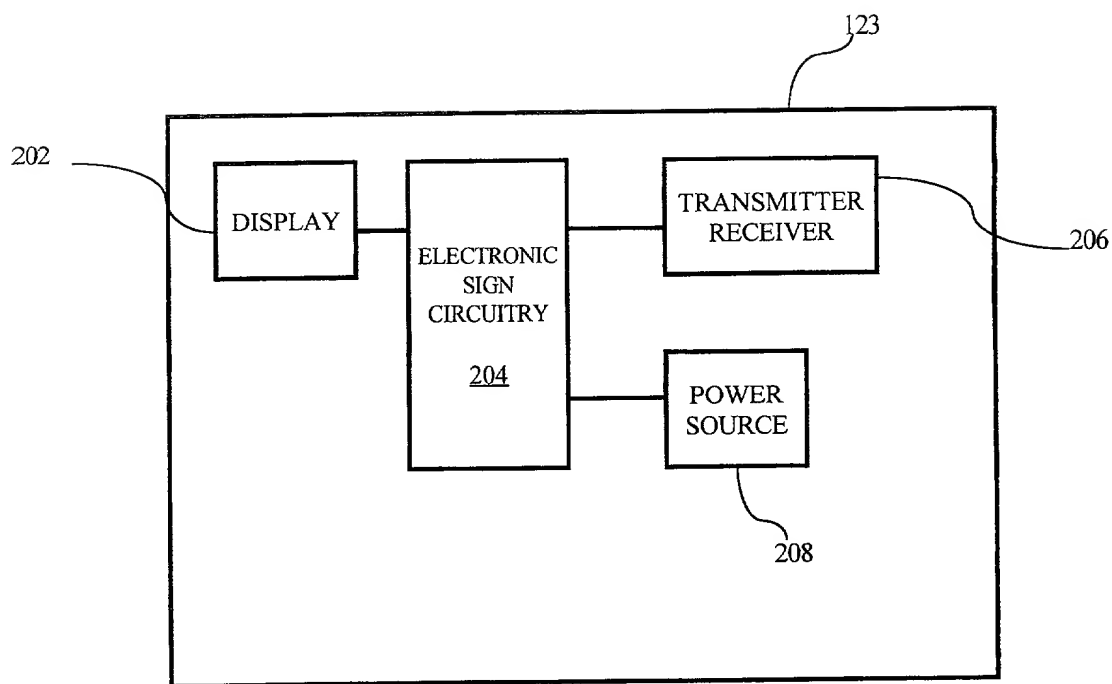 123
202
DISPLAY
ELECTRONIC
SIGN
CIRCUITRY
204
TRANSMITTER
RECEIVER
206
POWER
SOURCE
208